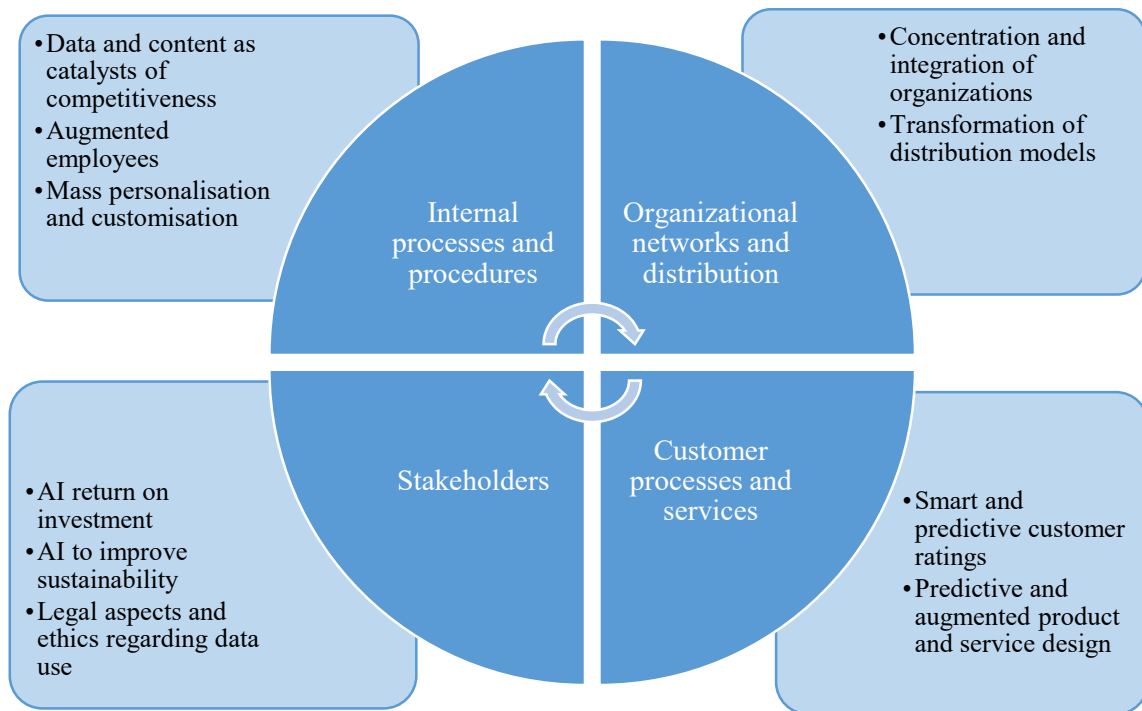 •Data and content as
catalysts of
competitiveness
•Augmented
employees
•Mass personalisation
and customisation
•Concentration and
integration of
organizations
•Transformation of
distribution models
Internal
processes and
procedures
Organizational
networks and
distribution
Stakeholders
Customer
processes and
services
•AI return on
investment
•AI to improve
sustainability
•Legal aspects and
ethics regarding data
use
•Smart and
predictive customer
ratings
•Predictive and
augmented product
and service design